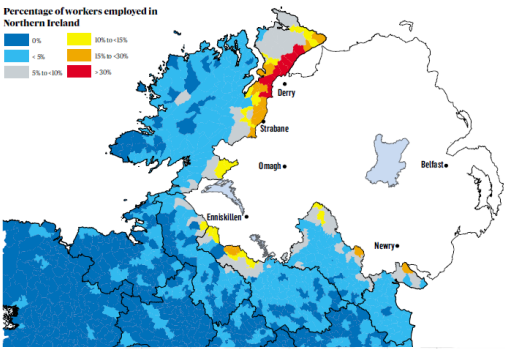 Percentage of workers employed in
Northern Ireland
0%
< 5%
5% to <10%
10% to <15%
15% to <30%
> 30%
Derry
Strabane
Omagh
Belfast
Enniskillen
Newry